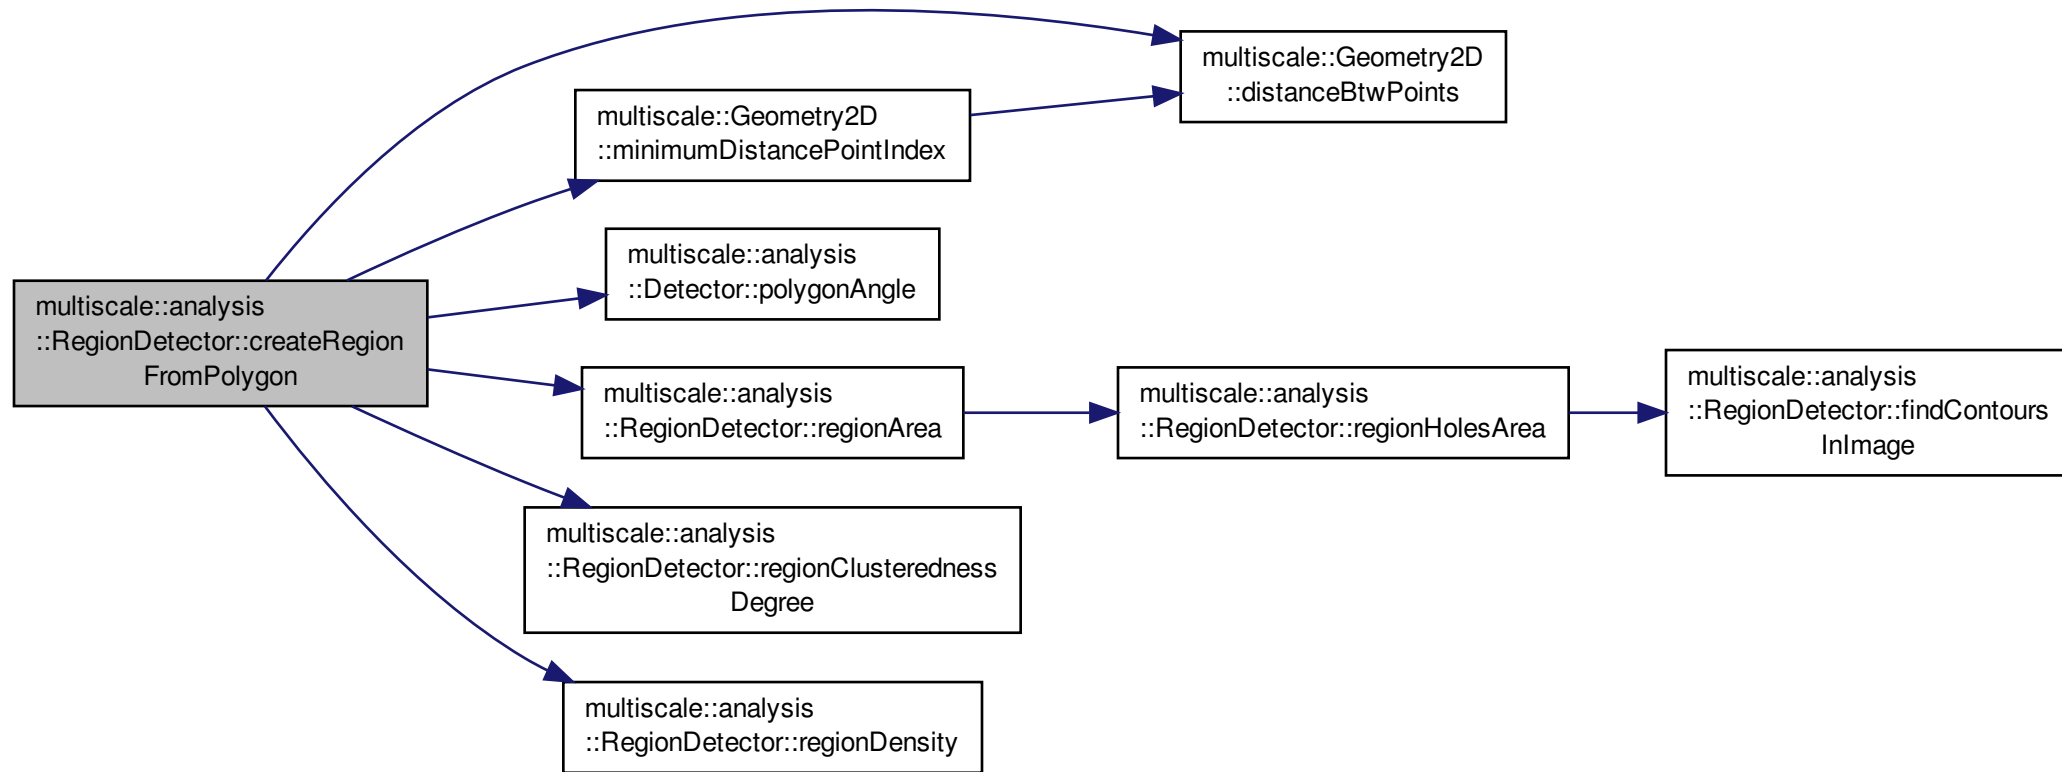 multiscale::Geometry2D
::distanceBtwPoints
multiscale::Geometry2D
::minimumDistancePointIndex
multiscale::analysis
::Detector::polygonAngle
multiscale::analysis
::RegionDetector::createRegion
FromPolygon
multiscale::analysis
::RegionDetector::regionArea
multiscale::analysis
::RegionDetector::regionHolesArea
multiscale::analysis
::RegionDetector::findContours
InImage
multiscale::analysis
::RegionDetector::regionClusteredness
Degree
multiscale::analysis
::RegionDetector::regionDensity